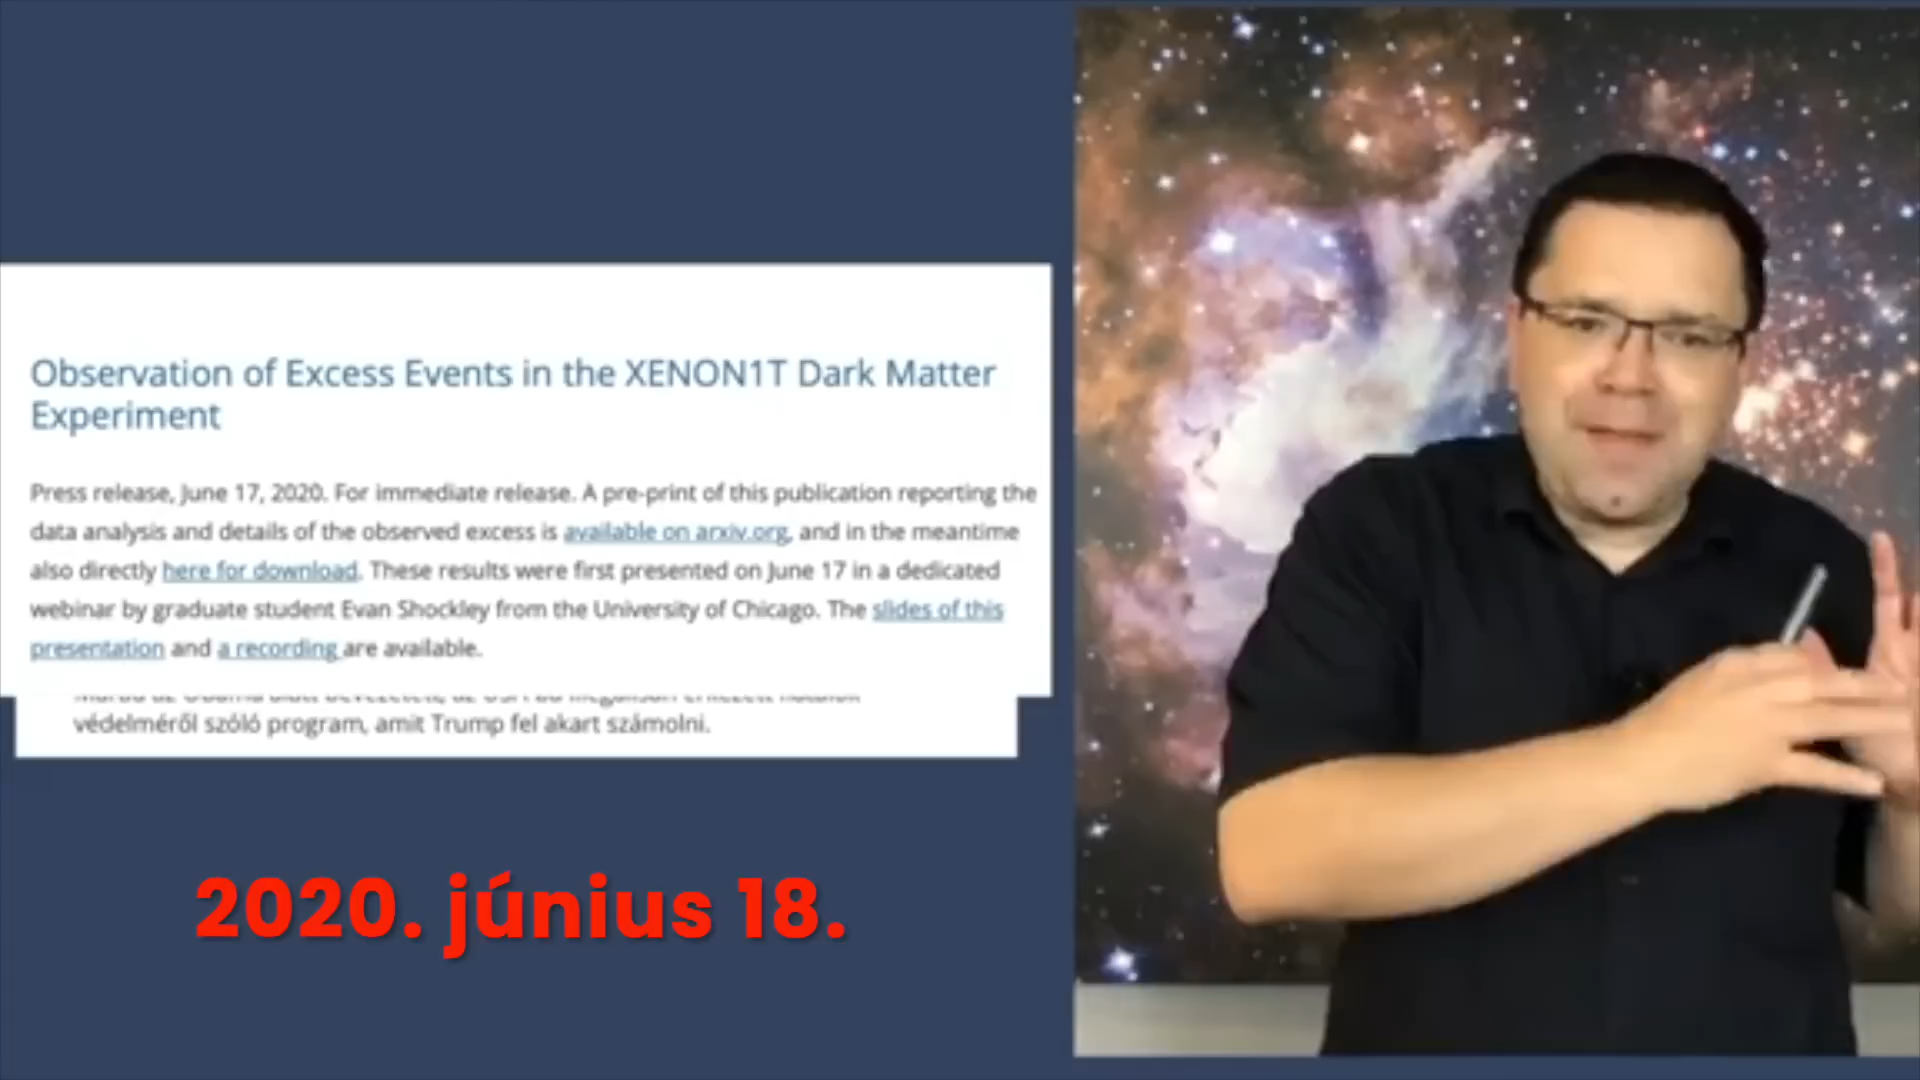 Observation of Excess Events in the XENON1T Dark Matter
Experiment
Press release, June 17, 2020. For immediate release. A pre-print of this publication reporting the
data analysis and details of the observed excess is available on arxiv.org, and in the meantime
also directly here for download. These results were first presented on June 17 in a dedicated
webinar by graduate student Evan Shockley from the University of Chicago. The slides of this
presentation and a recording are available.
védelméről szóló program, amit Trump fel akart számolni.
2020. június 18.